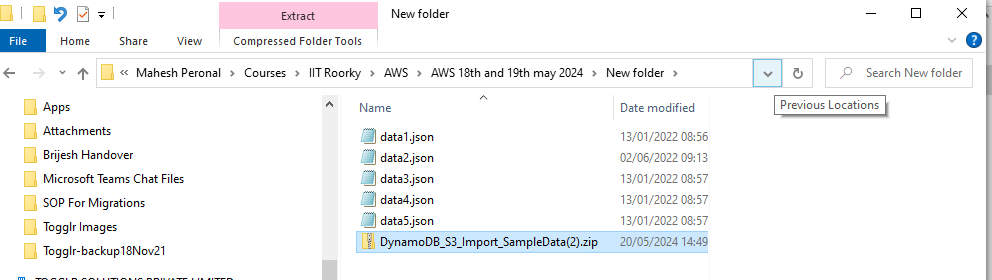 Extract
New folder
File
Home
Share
View
Compressed Folder Tools
« Mahesh Peronal > Courses > IIT Roorky > AWS > AWS 18th and 19th may 2024 > New folder >
Search New folder
Previous Locations
Apps
Attachments
Brijesh Handover
Microsoft Teams Chat Files
SOP For Migrations
Togglr Images
Togglr-backup18Nov21
Name Date modified
data1.json 13/01/2022 08:56
data2.json 02/06/2022 09:13
data3.json 13/01/2022 08:57
data4.json 13/01/2022 08:57
data5.json 13/01/2022 08:57
DynamoDB_S3_Import_SampleData(2).zip 20/05/2024 14:49
TOGGLR SOLUTIONS PRIVATE LIMITED